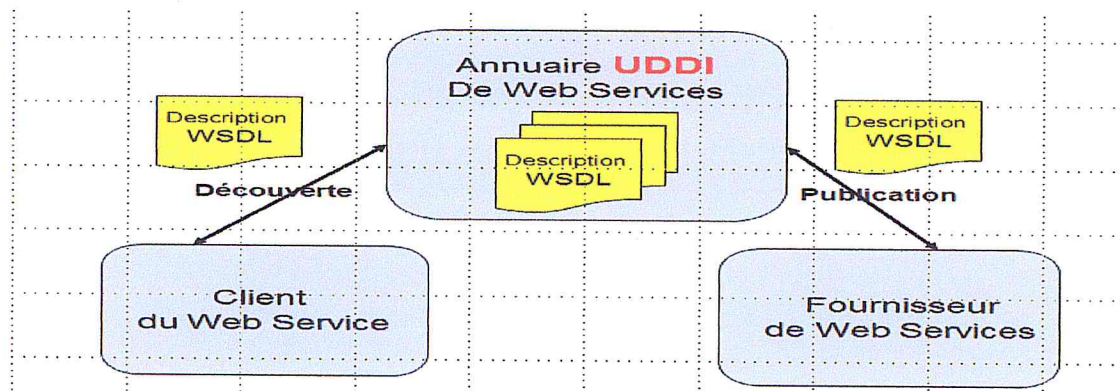 Annuaire UDDI
De Web Services
Description
WSDL
Description
WSDL
Description
WSDL
Découverte
Publication
Client
du Web Service
Fournisseur
de Web Services